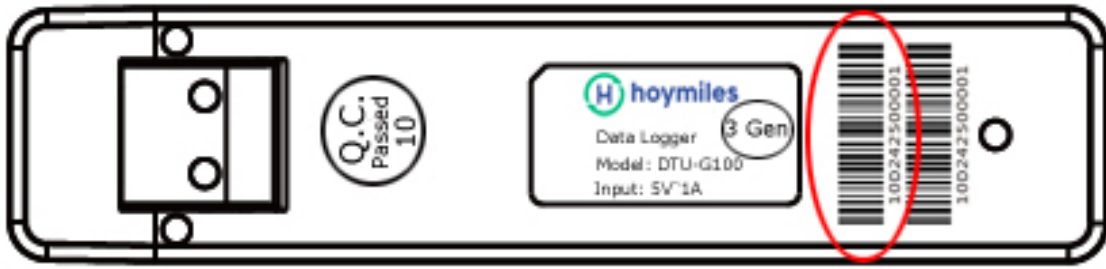 Q.C.
Passed
10
hoymiles
3 Gen
Data Logger
Model: DTU-G100
Input: 5V~1A
10D242500001
10D242500001